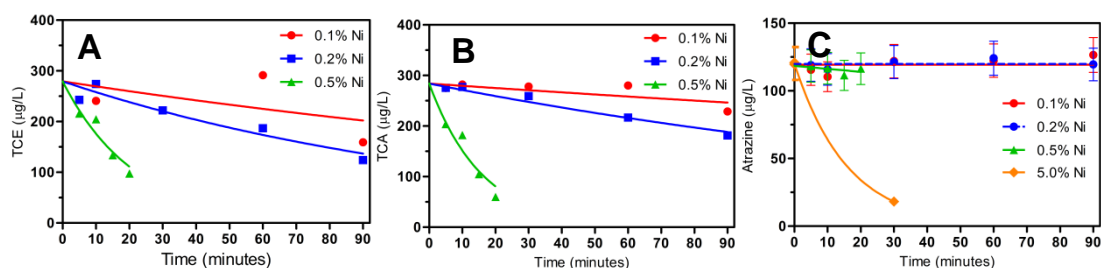 A
0.1% Ni
0.2% Ni
0.5% Ni
TCE (µg/L)
400
300
200
100
0
0 10 20 30 40 50 60 70 80 90
Time (minutes)
B
0.1% Ni
0.2% Ni
0.5% Ni
TCA (µg/L)
400
300
200
100
0
0 10 20 30 40 50 60 70 80 90
Time (minutes)
C
0.1% Ni
0.2% Ni
0.5% Ni
5.0% Ni
Atrazine (µg/L)
150
125
100
75
50
25
0
0 10 20 30 40 50 60 70 80 90
Time (minutes)